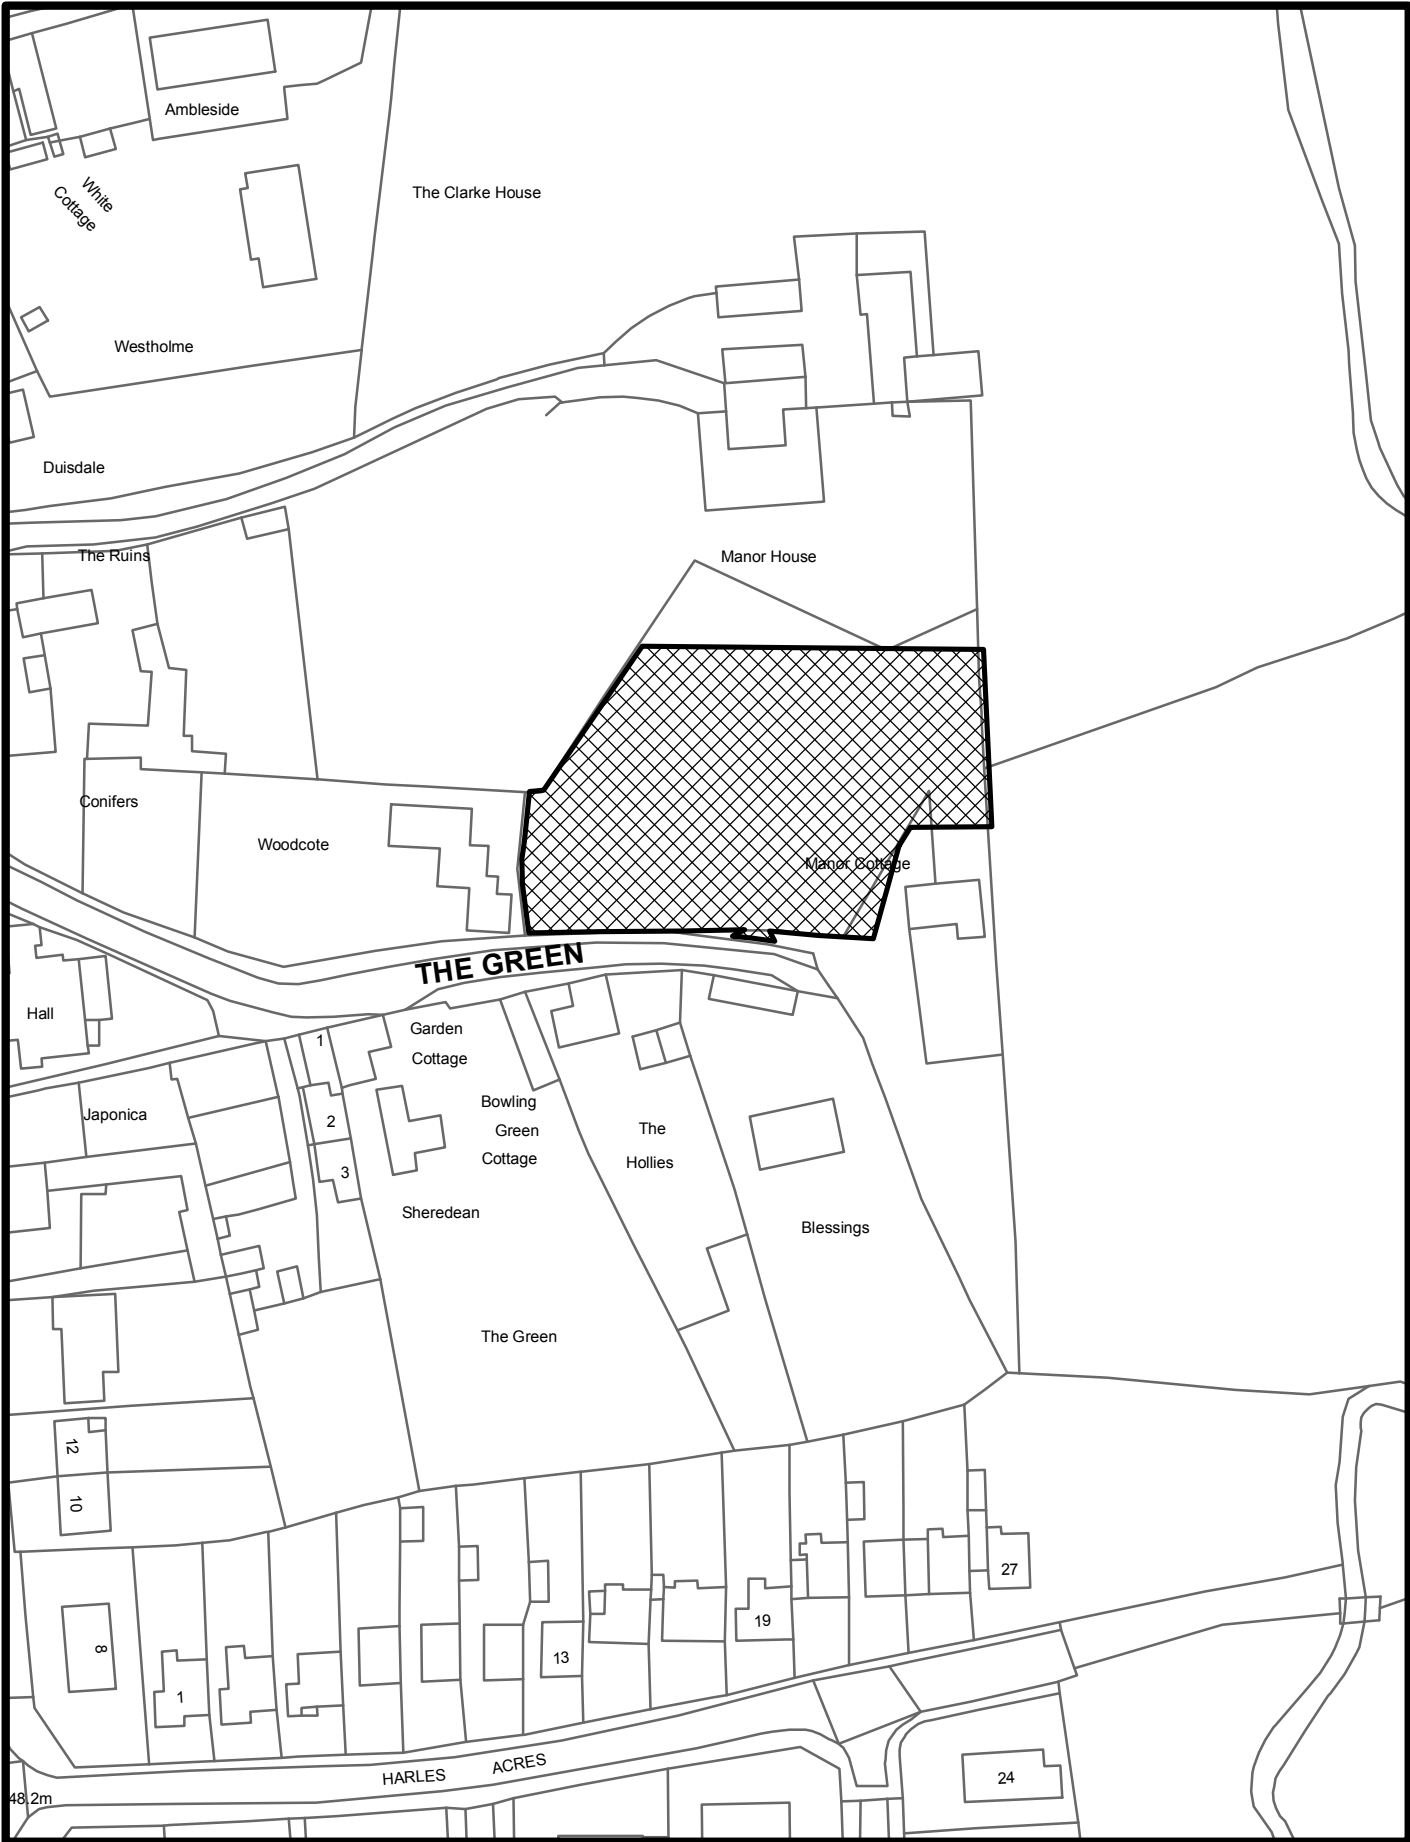 Ambleside
White
Cottage
The Clarke House
Westholme
Duisdale
The Ruins
Manor House
Conifers
Woodcote
Manor Cottage
THE GREEN
Hall
1
Garden
Cottage
Japonica
2
Bowling
Green
Cottage
The
Hollies
3
Sheredean
Blessings
The Green
12
10
27
19
8
13
1
HARLES ACRES
24
48.2m